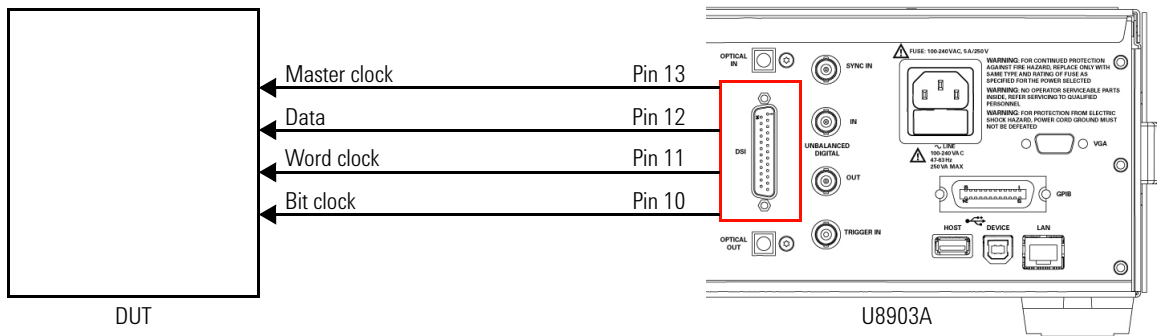 Master clock
Pin 13
Data
Pin 12
Word clock
Pin 11
Bit clock
Pin 10
DUT
OPTICAL
IN
SYNC IN
DSI
IN
UNBALANCED
DIGITAL
OUT
OPTICAL
OUT
TRIGGER IN
FUSE: 100-240VAC, 5A/250V
WARNING: FOR CONTINUED PROTECTION
AGAINST FIRE HAZARD, REPLACE ONLY WITH
SAME TYPE AND RATING OF FUSE AS
SPECIFIED FOR THE POWER SELECTED
WARNING: NO OPERATOR SERVICEABLE PARTS
INSIDE, REFER SERVICING TO QUALIFIED
PERSONNEL
WARNING: FOR PROTECTION FROM ELECTRIC
SHOCK HAZARD, POWER CORD GROUND MUST
NOT BE DEFEATED
~ LINE
100-240 VAC
47-63 Hz
250 VA MAX
VGA
GPIB
HOST
DEVICE
LAN
U8903A